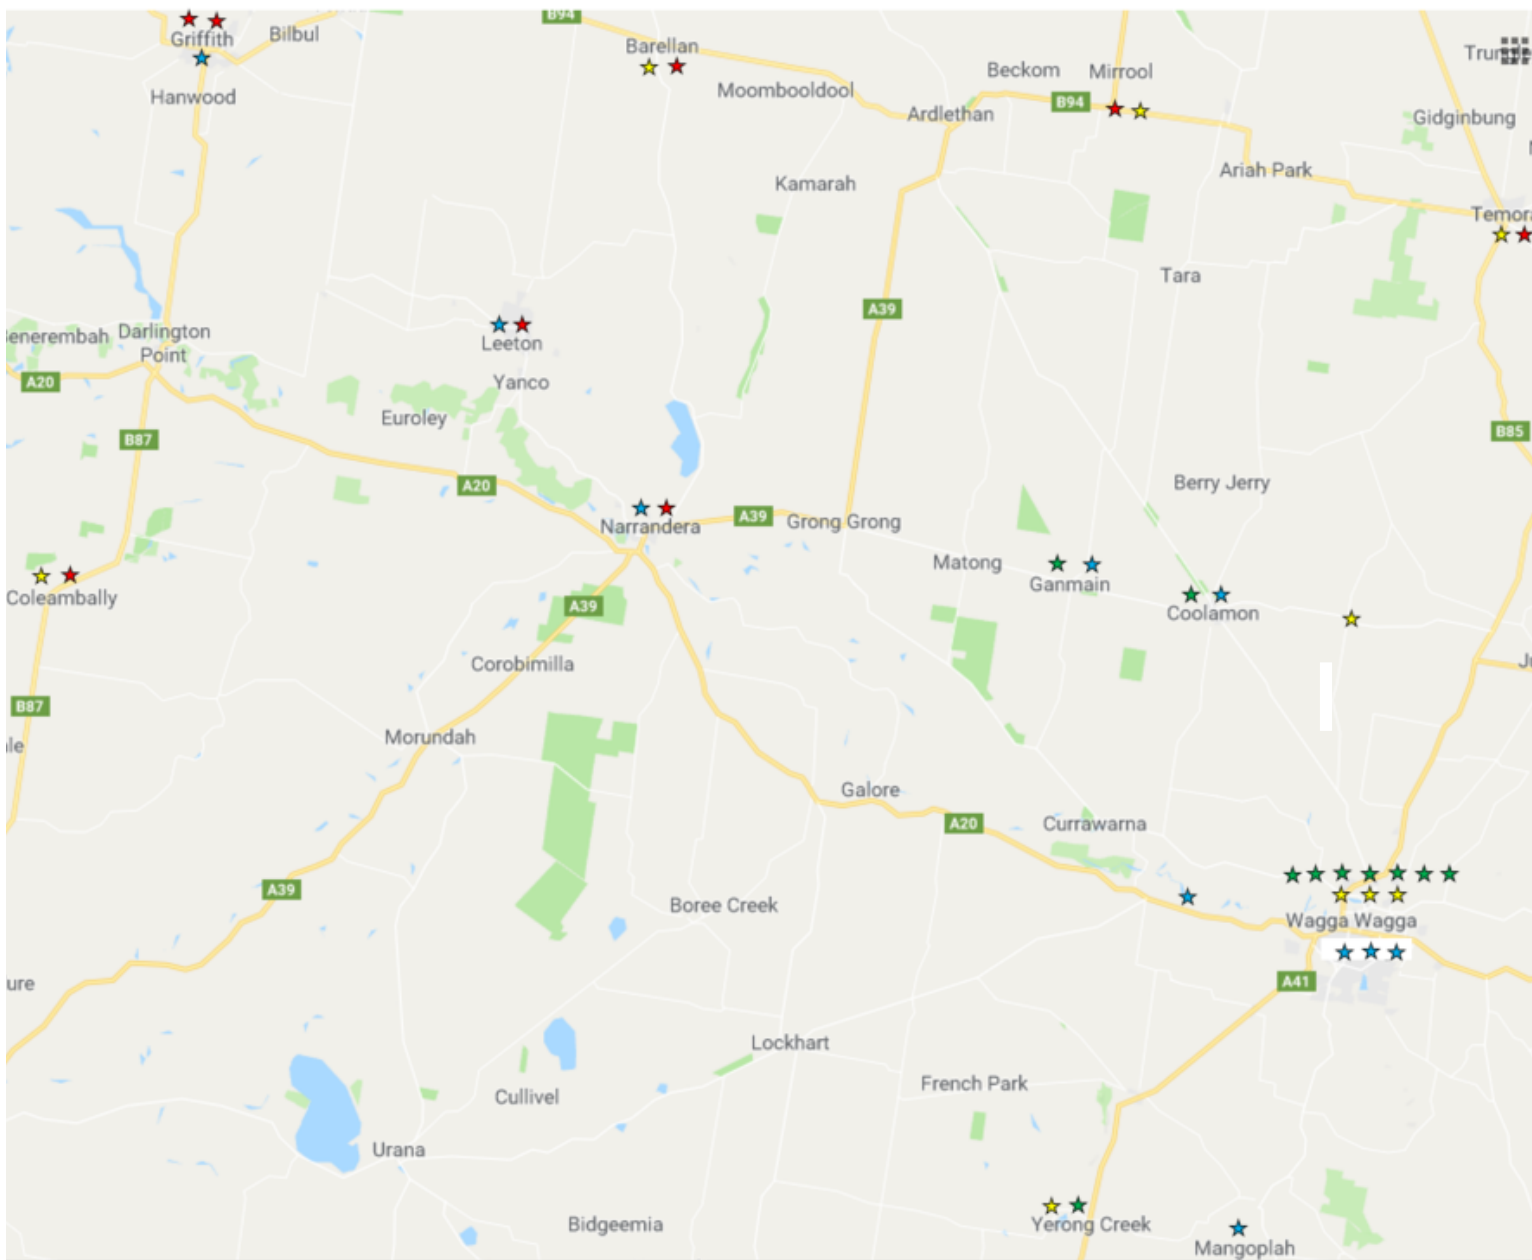 B94
Griffith
Bilbul
Barellan
Hanwood
Moombooldool
Beckom
Mirrool
B94
Ardlethan
Gidginbung
Kamarah
Ariah Park
Temora
Tara
A39
Darlington
Point
Leeton
A20
Yanco
Euroley
B87
B85
A20
Berry Jerry
Narrandera
A39
Grong Grong
Matong
Ganmain
Coleambally
A39
Coolamon
Corobimilla
B87
Morundah
Galore
A20
Currawarna
A39
Boree Creek
Wagga Wagga
A41
Lockhart
French Park
Cullivel
Urana
Bidgeemia
Yerong Creek
Mangoplah